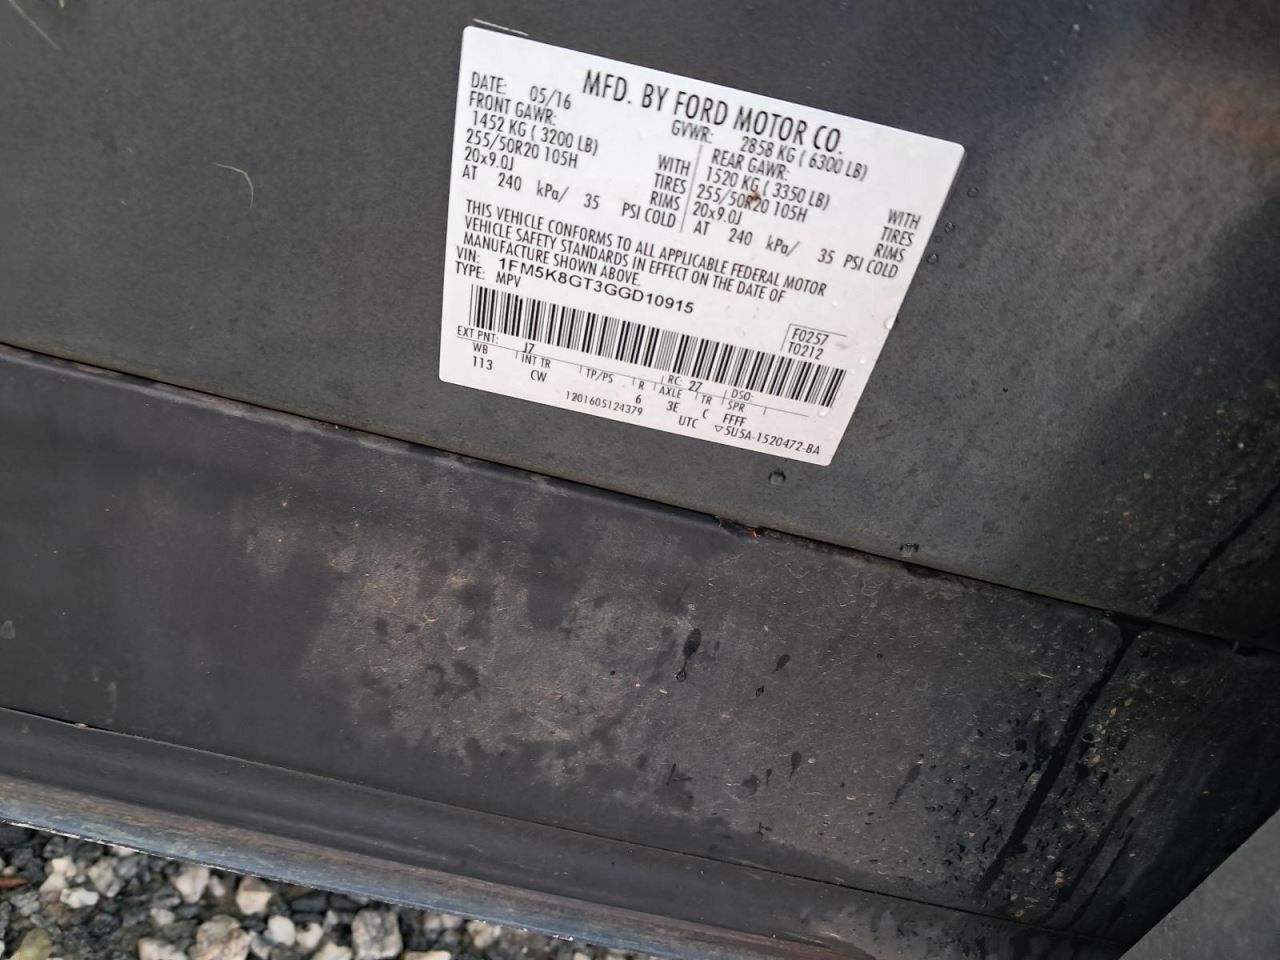 MFD. BY FORD MOTOR CO.
DATE: 05/16 GVWR: 2858 KG ( 6300 LB)
FRONT GAWR: REAR GAWR:
1452 KG ( 3200 LB) WITH 1520 KG ( 3350 LB) WITH
255/50R20 105H TIRES 255/50R20 105H TIRES
20x9.0J RIMS 20x9.0J RIMS
AT 240 kPa/ 35 PSI COLD AT 240 kPa/ 35 PSI COLD
THIS VEHICLE CONFORMS TO ALL APPLICABLE FEDERAL MOTOR
VEHICLE SAFETY STANDARDS IN EFFECT ON THE DATE OF
MANUFACTURE SHOWN ABOVE.
VIN: 1FM5K8GT3GGD10915
TYPE: MPV
F0257
T0212
EXT PNT: J7 RC: 27 DSO:
WB INT TR TP/PS R AXLE TR SPR
113 CW 6 3E C FFFF
1201605124379 UTC ▽5U5A-1520472-BA